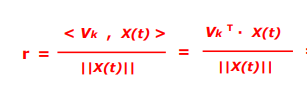 r = < Vk , X(t) > / ||X(t)|| = Vk ᵀ · X(t) / ||X(t)|| =